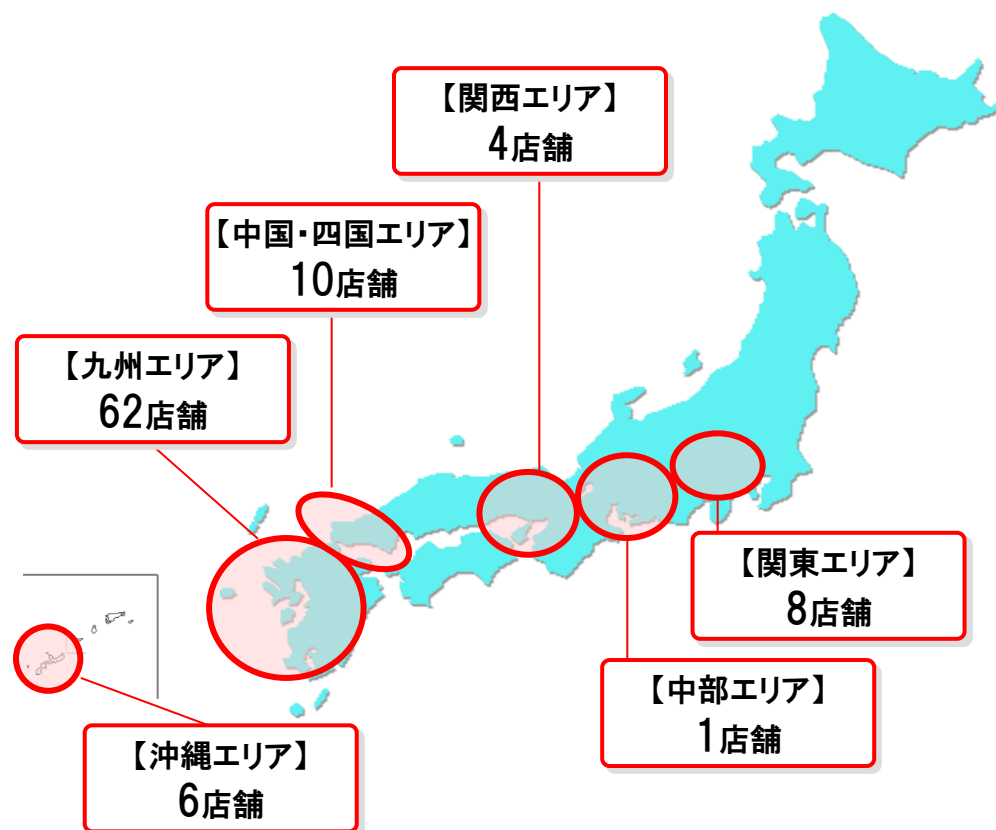 【関西エリア】
4店舗
【中国・四国エリア】
10店舗
【九州エリア】
62店舗
【関東エリア】
8店舗
【中部エリア】
1店舗
【沖縄エリア】
6店舗